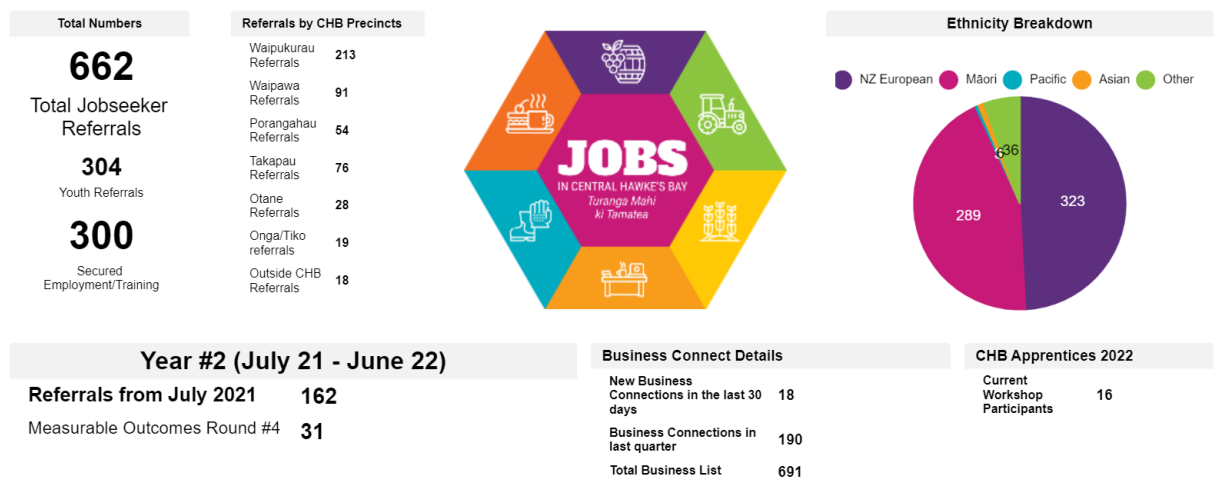 Total Numbers
662
Total Jobseeker
Referrals
304
Youth Referrals
300
Secured
Employment/Training
Referrals by CHB Precincts
Waipukurau
Referrals
213
Waipawa
Referrals
91
Porangahau
Referrals
54
Takapau
Referrals
76
Otane
Referrals
28
Onga/Tiko
referrals
19
Outside CHB
Referrals
18
JOBS
IN CENTRAL HAWKE'S BAY
Turanga Mahi
ki Tamatea
Ethnicity Breakdown
NZ European
Māori
Pacific
Asian
Other
36
289
323
Year #2 (July 21 - June 22)
Referrals from July 2021 162
Measurable Outcomes Round #4 31
Business Connect Details
New Business
Connections in the last 30
days
18
Business Connections in
last quarter
190
Total Business List 691
CHB Apprentices 2022
Current
Workshop
Participants
16